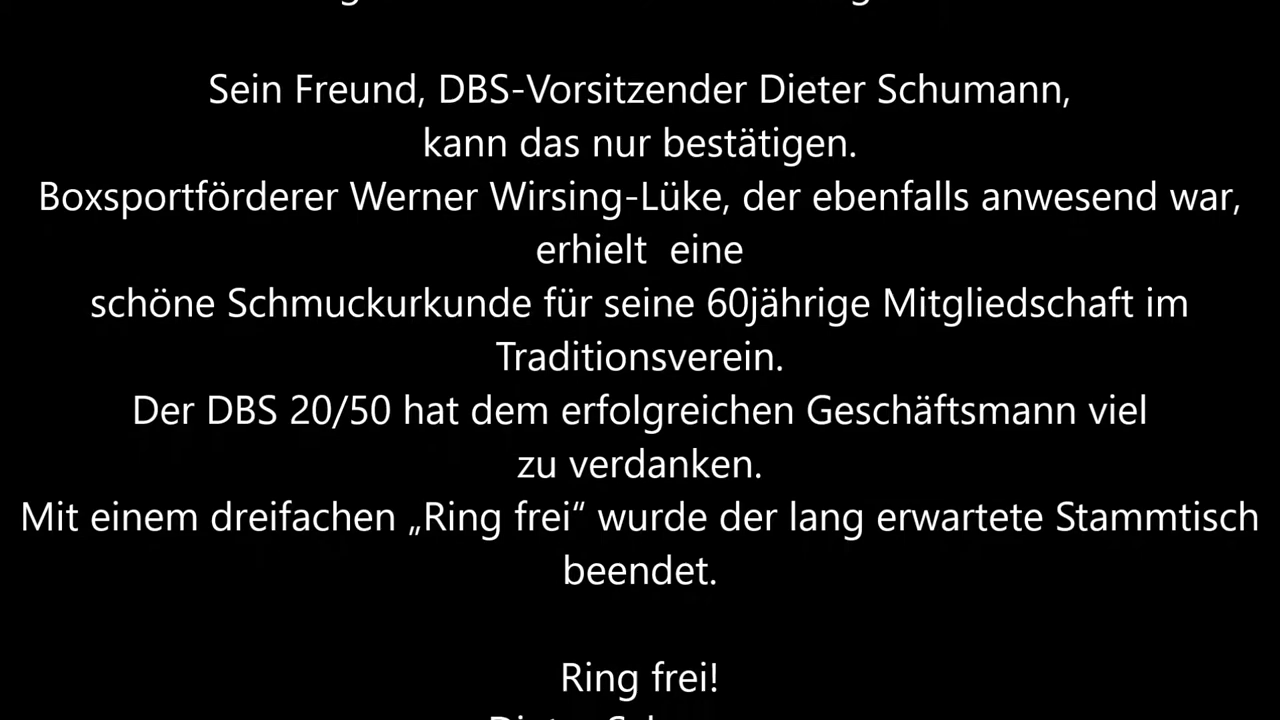 Sein Freund, DBS-Vorsitzender Dieter Schumann,
kann das nur bestätigen.
Boxsportförderer Werner Wirsing-Lüke, der ebenfalls anwesend war,
erhielt  eine
schöne Schmuckurkunde für seine 60jährige Mitgliedschaft im
Traditionsverein.
Der DBS 20/50 hat dem erfolgreichen Geschäftsmann viel
zu verdanken.
Mit einem dreifachen „Ring frei“ wurde der lang erwartete Stammtisch
beendet.
Ring frei!